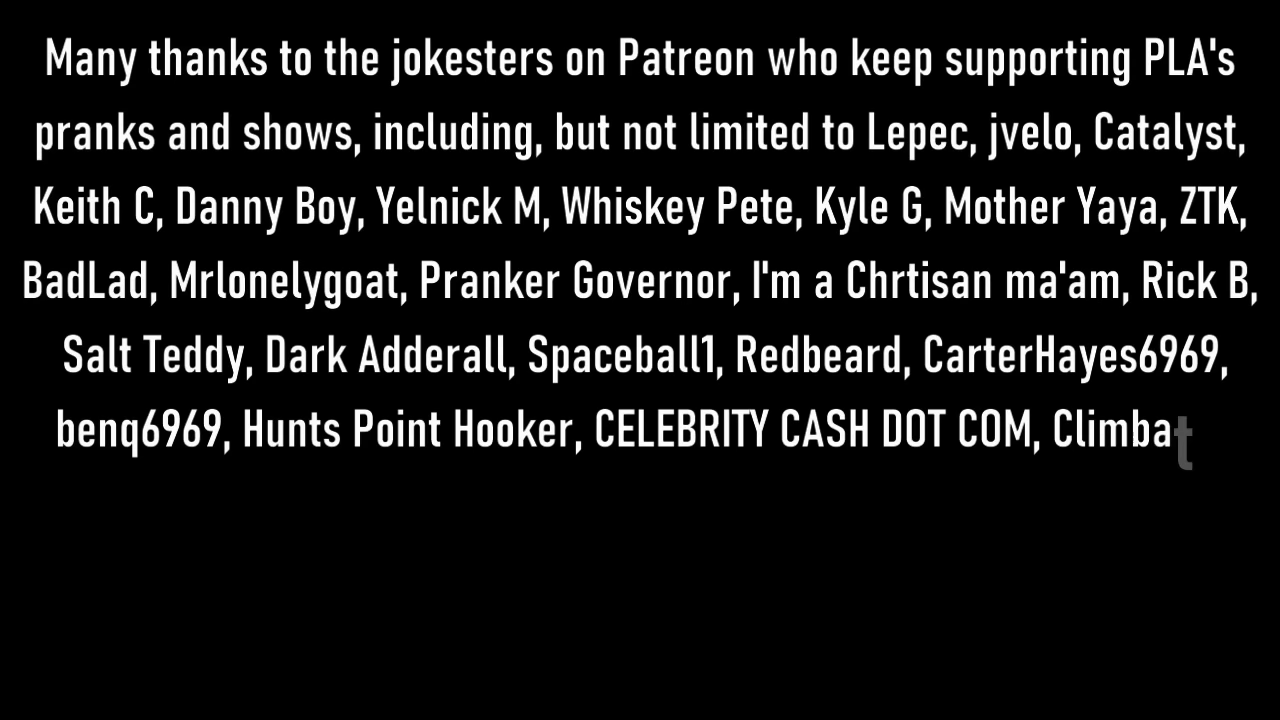 Many thanks to the jokesters on Patreon who keep supporting PLA's
pranks and shows, including, but not limited to Lepec, jvelo, Catalyst,
Keith C, Danny Boy, Yelnick M, Whiskey Pete, Kyle G, Mother Yaya, ZTK,
BadLad, Mrlonelygoat, Pranker Governor, I'm a Chrtisan ma'am, Rick B,
Salt Teddy, Dark Adderall, Spaceball1, Redbeard, CarterHayes6969,
benq6969, Hunts Point Hooker, CELEBRITY CASH DOT COM, Climbat